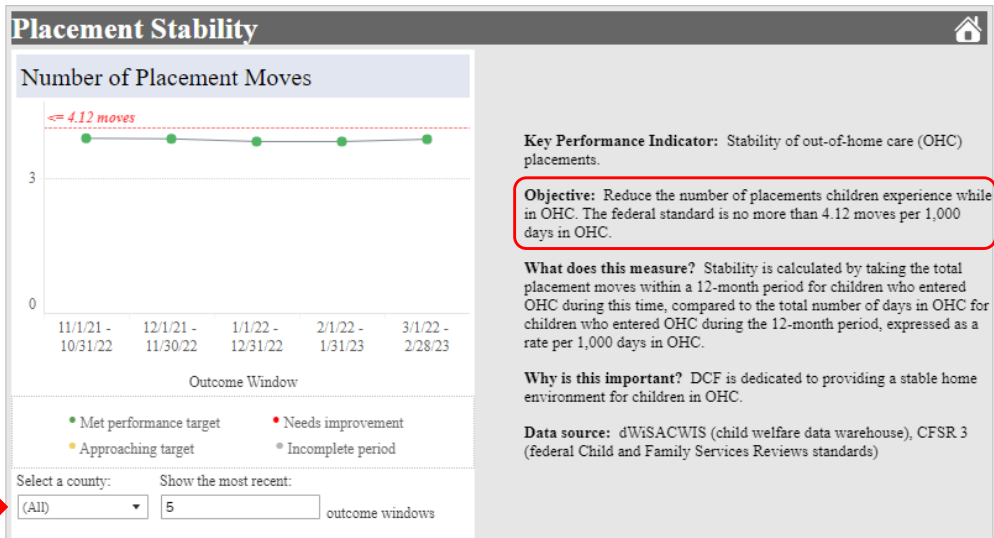 Placement Stability
Number of Placement Moves
<= 4.12 moves
3
0
11/1/21 - 12/1/21 - 1/1/22 - 2/1/22 - 3/1/22 -
10/31/22 11/30/22 12/31/22 1/31/23 2/28/23
Outcome Window
Met performance target Needs improvement
Approaching target Incomplete period
Select a county: Show the most recent:
(All) 5 outcome windows
Key Performance Indicator: Stability of out-of-home care (OHC)
placements.
Objective: Reduce the number of placements children experience while
in OHC. The federal standard is no more than 4.12 moves per 1,000
days in OHC.
What does this measure? Stability is calculated by taking the total
placement moves within a 12-month period for children who entered
OHC during this time, compared to the total number of days in OHC for
children who entered OHC during the 12-month period, expressed as a
rate per 1,000 days in OHC.
Why is this important? DCF is dedicated to providing a stable home
environment for children in OHC.
Data source: dWiSACWIS (child welfare data warehouse), CFSR 3
(federal Child and Family Services Reviews standards)